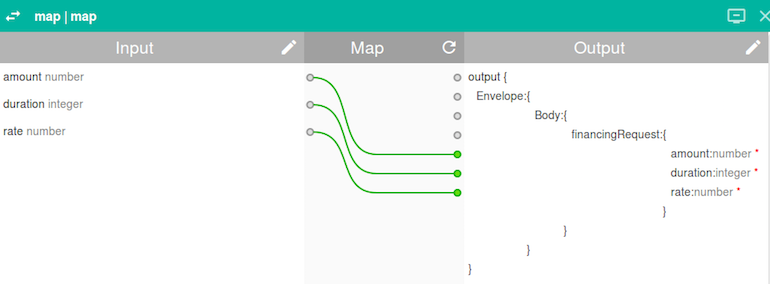 map | map
Input Map Output
amount number
duration integer
rate number
output {
Envelope:{
Body:{
financingRequest:{
amount:number *
duration:integer *
rate:number *
}
}
}
}